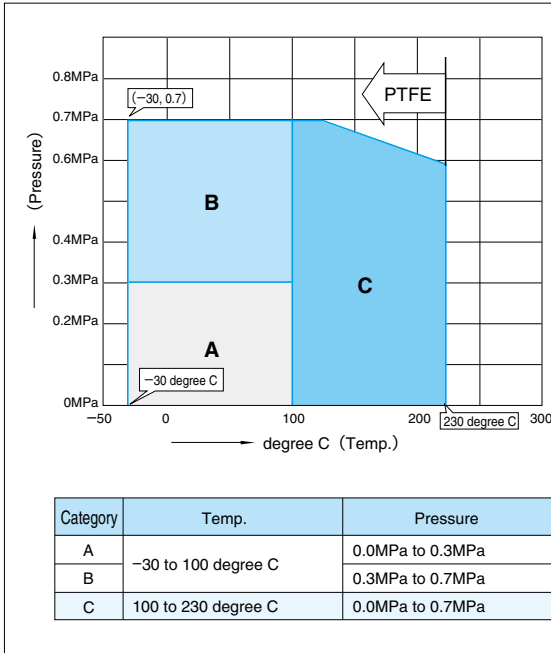 0.8MPa
PTFE
(−30, 0.7)
0.7MPa
0.6MPa
(Pressure)
B
0.4MPa
C
0.3MPa
0.2MPa
A
−30 degree C
0MPa
−50 0 100 200 300
230 degree C
degree C (Temp.)
Category Temp. Pressure
A −30 to 100 degree C 0.0MPa to 0.3MPa
B 0.3MPa to 0.7MPa
C 100 to 230 degree C 0.0MPa to 0.7MPa